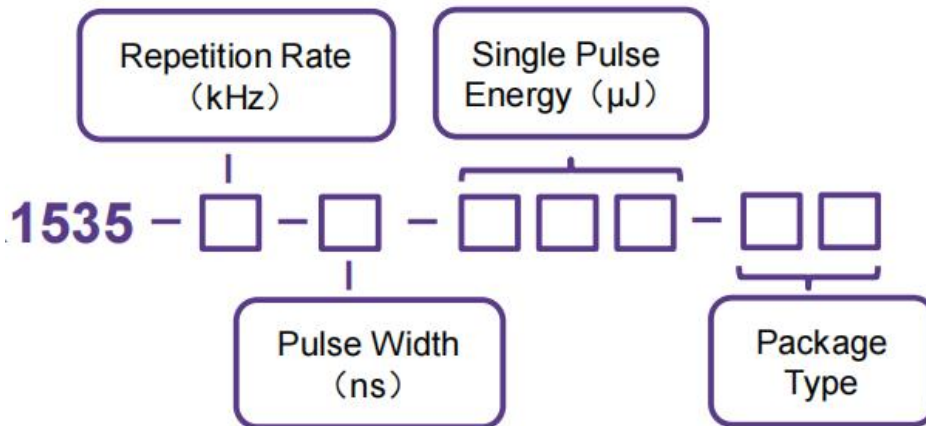 Repetition Rate
（kHz）
Single Pulse
Energy（µJ）
1535 – □ – □ – □□□ – □□
Pulse Width
（ns）
Package
Type